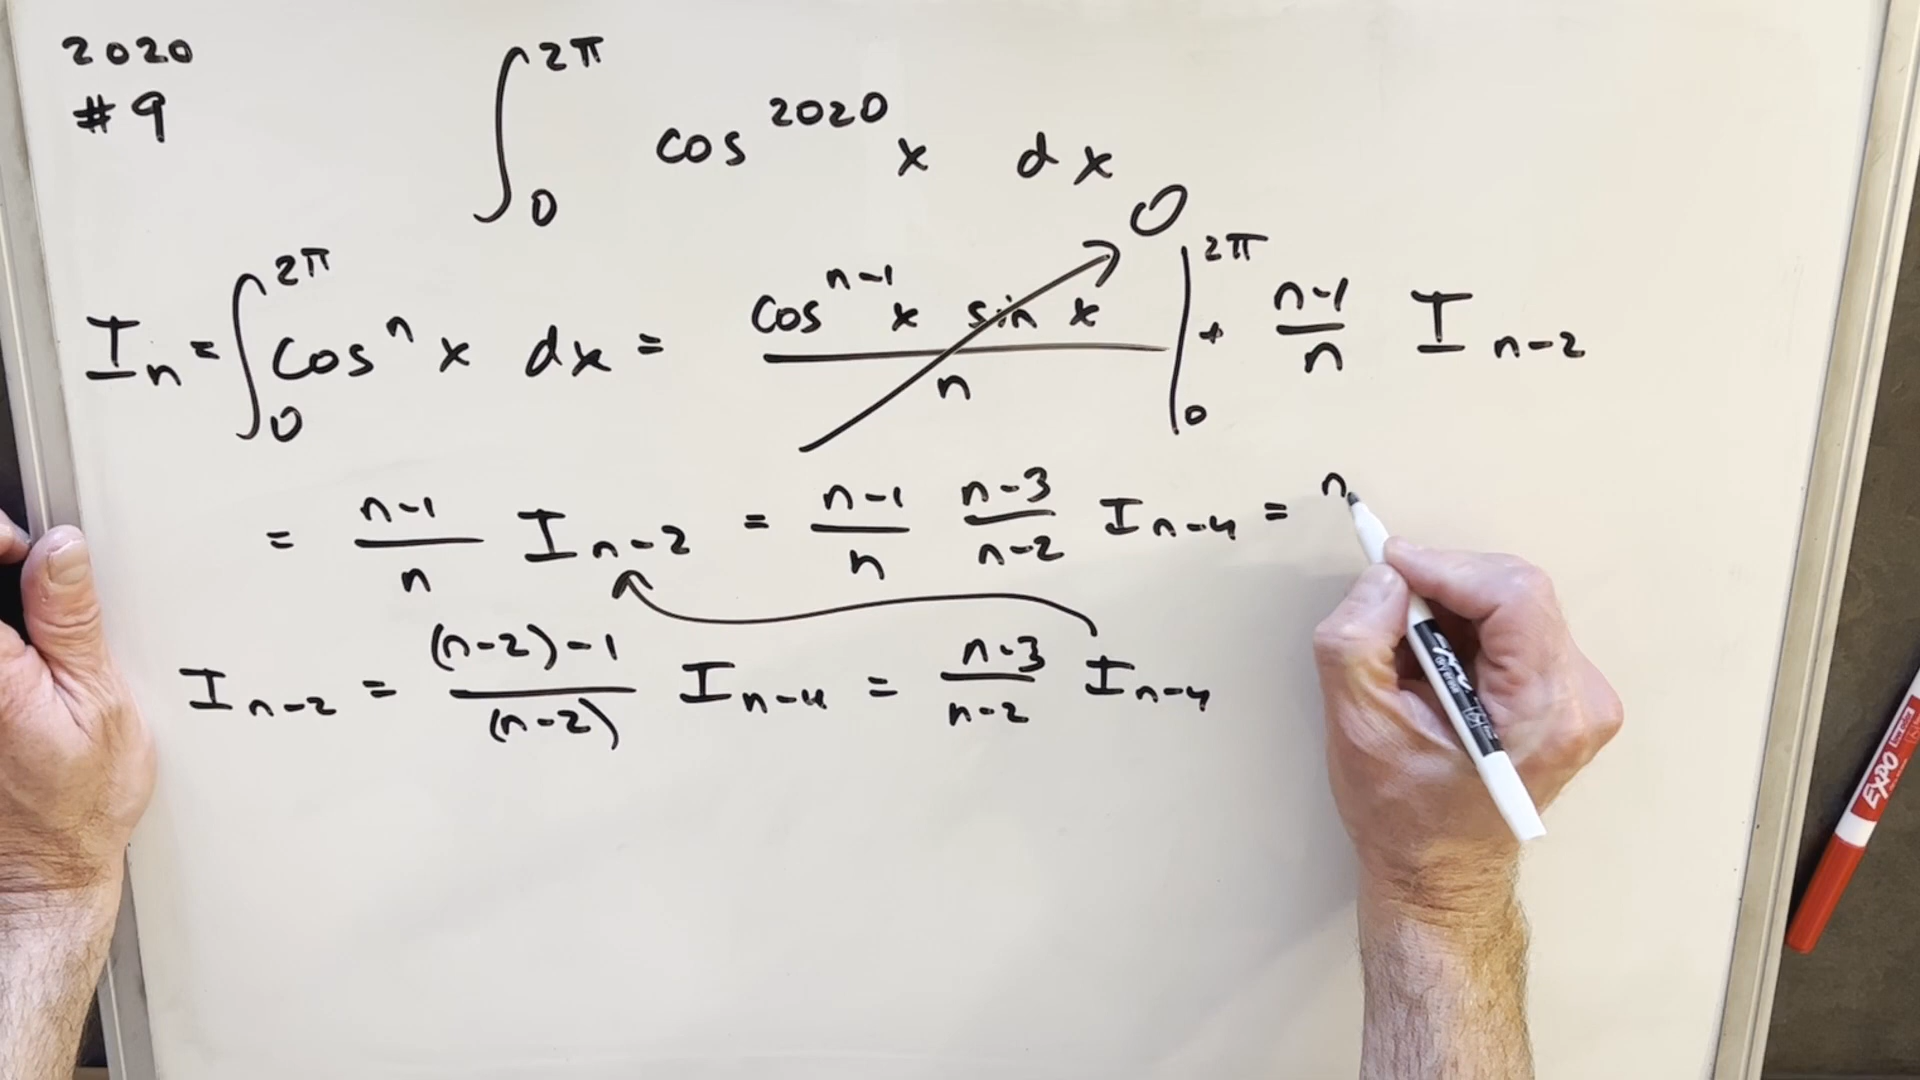 2020
#9
∫₀^{2π} cos^{2020} x dx
I_n = ∫₀^{2π} cos^n x dx = (cos^{n-1} x sin x)/n |₀^{2π} + (n-1)/n I_{n-2}
0
= (n-1)/n I_{n-2} = (n-1)/n (n-3)/(n-2) I_{n-4} = n
I_{n-2} = ((n-2)-1)/(n-2) I_{n-4} = (n-3)/(n-2) I_{n-4}
EXPO